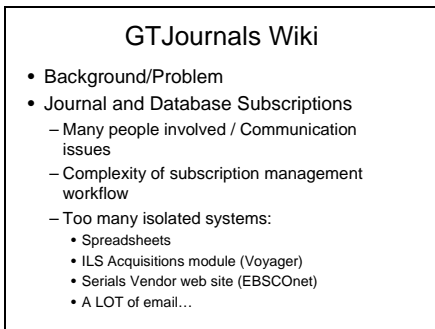 GTJournals Wiki
• Background/Problem
• Journal and Database Subscriptions
– Many people involved / Communication
issues
– Complexity of subscription management
workflow
– Too many isolated systems:
• Spreadsheets
• ILS Acquisitions module (Voyager)
• Serials Vendor web site (EBSCOnet)
• A LOT of email…